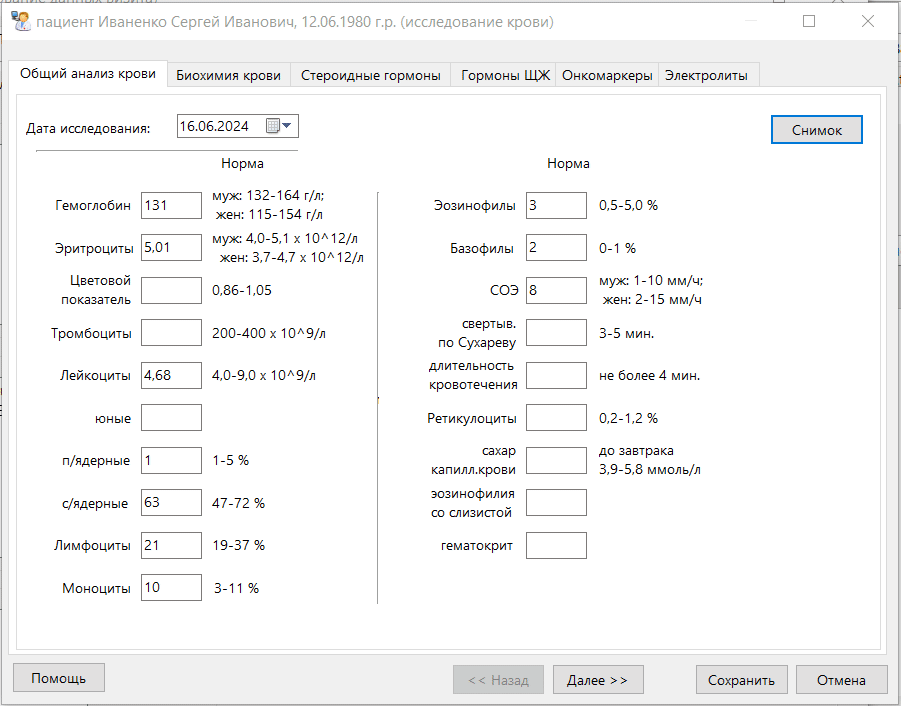 пациент Иваненко Сергей Иванович, 12.06.1980 г.р. (исследование крови)
Общий анализ крови Биохимия крови Стероидные гормоны Гормоны ЩЖ Онкомаркеры Электролиты
Дата исследования: 16.06.2024 Снимок
Норма
Гемоглобин 131 муж: 132-164 г/л;
жен: 115-154 г/л
Эритроциты 5,01 муж: 4,0-5,1 x 10^12/л
жен: 3,7-4,7 x 10^12/л
Цветовой
показатель 0,86-1,05
Тромбоциты 200-400 x 10^9/л
Лейкоциты 4,68 4,0-9,0 x 10^9/л
юные
п/ядерные 1 1-5 %
с/ядерные 63 47-72 %
Лимфоциты 21 19-37 %
Моноциты 10 3-11 %
Норма
Эозинофилы 3 0,5-5,0 %
Базофилы 2 0-1 %
СОЭ 8 муж: 1-10 мм/ч;
жен: 2-15 мм/ч
свертыв.
по Сухареву 3-5 мин.
длительность
кровотечения не более 4 мин.
Ретикулоциты 0,2-1,2 %
сахар
капилл.крови
до завтрака
3,9-5,8 ммоль/л
эозинофилия
со слизистой
гематокрит
Помощь << Назад Далее >> Сохранить Отмена